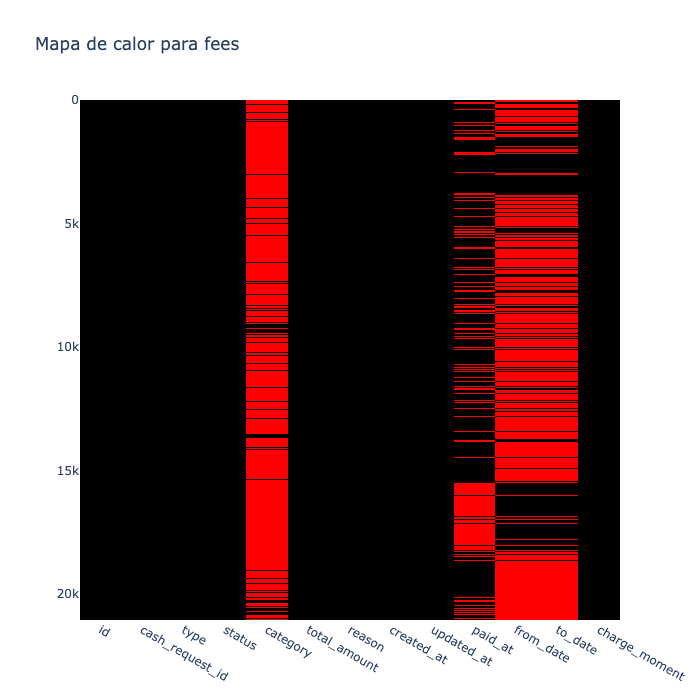 Mapa de calor para fees
0
5k
10k
15k
20k
id
cash_request_id
type
status
category
total_amount
reason
created_at
updated_at
paid_at
from_date
to_date
charge_moment